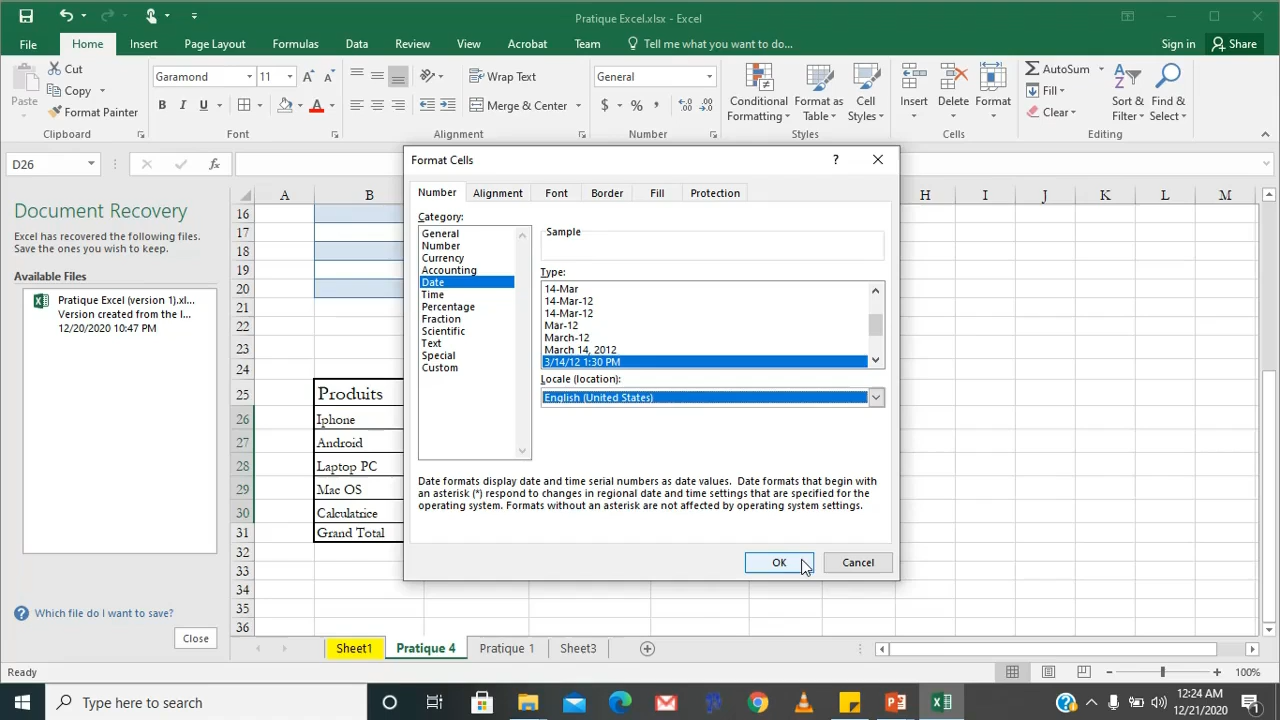 Pratique Excel.xlsx - Excel
File Home Insert Page Layout Formulas Data Review View Acrobat Team Tell me what you want to do... Sign in Share
Paste
Cut
Copy
Format Painter
Clipboard
Garamond 11
B I U
Font
Wrap Text
Merge & Center
Alignment
General
$ % ,
Number
Conditional
Formatting
Format as
Table
Cell
Styles
Styles
Insert
Delete
Format
Cells
AutoSum
Fill
Clear
Sort &
Filter
Find &
Select
Editing
D26
fx
Document Recovery
Excel has recovered the following files.
Save the ones you wish to keep.
Available Files
Pratique Excel (version 1).xl...
Version created from the l...
12/20/2020 10:47 PM
Which file do I want to save?
Close
A B H I J K L M
16
17
18
19
20
21
22
23
24
25 Produits
26 Iphone
27 Android
28 Laptop PC
29 Mac OS
30 Calculatrice
31 Grand Total
32
33
34
35
36
Format Cells
?
Number Alignment Font Border Fill Protection
Category:
General
Number
Currency
Accounting
Date
Time
Percentage
Fraction
Scientific
Text
Special
Custom
Sample
Type:
14-Mar
14-Mar-12
14-Mar-12
Mar-12
March-12
March 14, 2012
3/14/12 1:30 PM
Locale (location):
English (United States)
Date formats display date and time serial numbers as date values. Date formats that begin with
an asterisk (*) respond to changes in regional date and time settings that are specified for the
operating system. Formats without an asterisk are not affected by operating system settings.
OK Cancel
Sheet1 Pratique 4 Pratique 1 Sheet3
Ready
100%
Type here to search
12:24 AM
12/21/2020